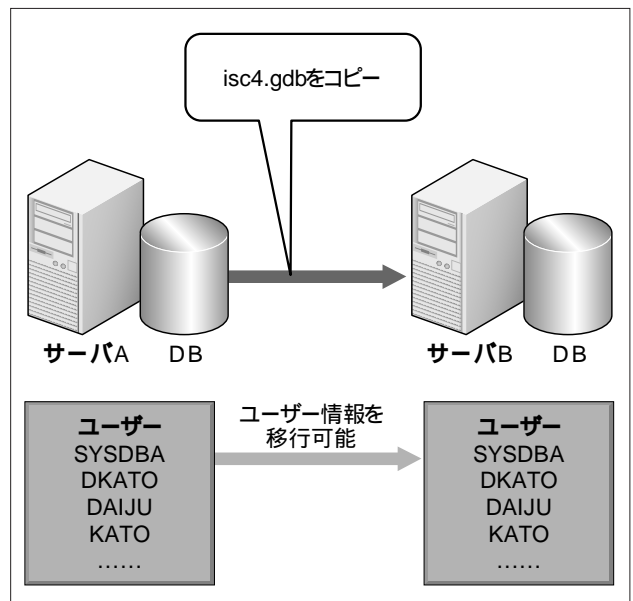 isc4.gdbをコピー
サーバA DB
サーバB DB
ユーザー
SYSDBA
DKATO
DAIJU
KATO
……
ユーザー情報を
移行可能
ユーザー
SYSDBA
DKATO
DAIJU
KATO
……